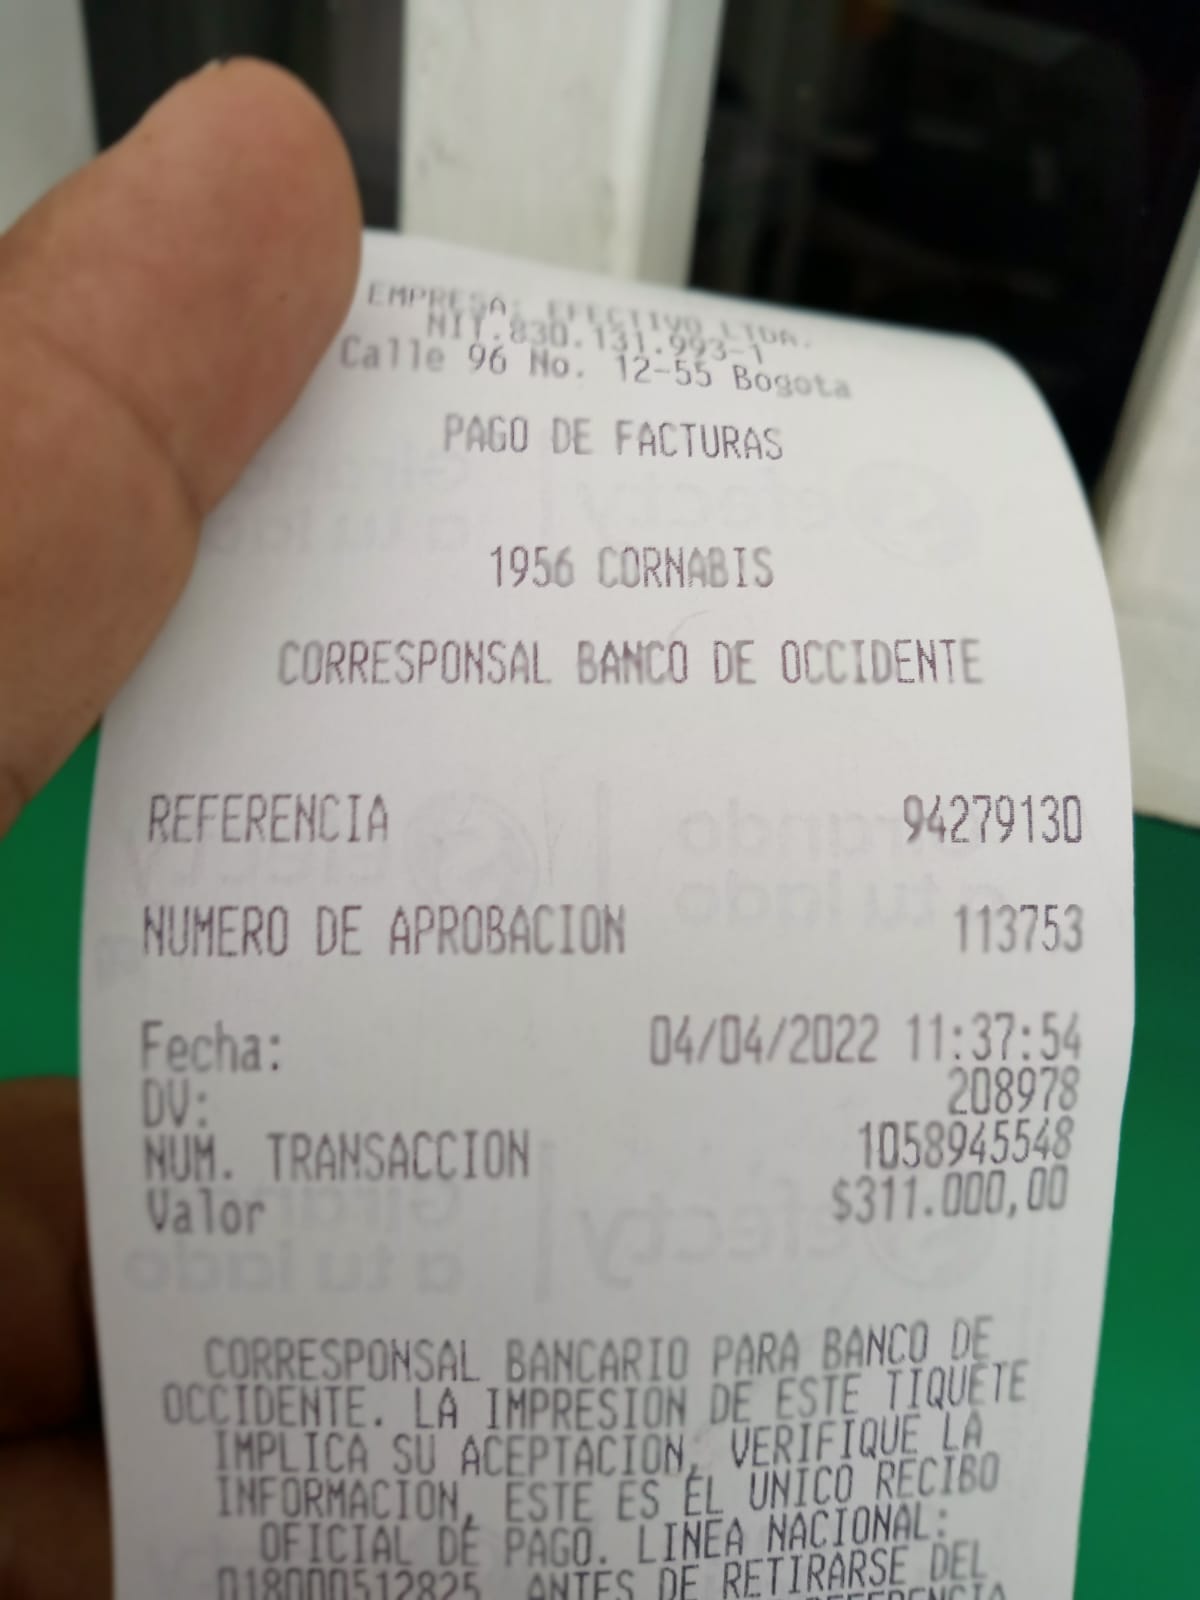 EMPRESA: EFECTIVO LTDA.
NIT.830.131.993-1
Calle 96 No. 12-55 Bogota
PAGO DE FACTURAS
1956 CORNABIS
CORRESPONSAL BANCO DE OCCIDENTE
REFERENCIA 94279130
NUMERO DE APROBACION 113753
Fecha: 04/04/2022 11:37:54
DV: 208978
NUM. TRANSACCION 1058945548
Valor $311.000,00
CORRESPONSAL BANCARIO PARA BANCO DE
OCCIDENTE. LA IMPRESION DE ESTE TIQUETE
IMPLICA SU ACEPTACION, VERIFIQUE LA
INFORMACION, ESTE ES EL UNICO RECIBO
OFICIAL DE PAGO. LINEA NACIONAL:
018000512825 ANTES DE RETIRARSE DEL
REFERENCIA